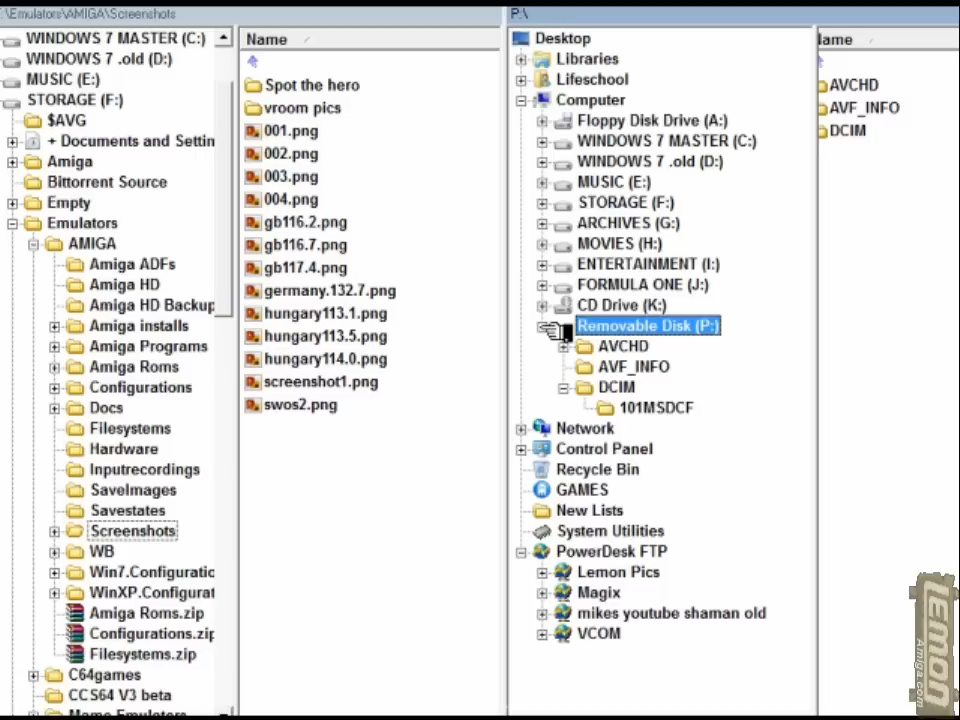 :\Emulators\AMIGA\Screenshots
WINDOWS 7 MASTER (C:)
WINDOWS 7 .old (D:)
MUSIC (E:)
STORAGE (F:)
$AVG
+ Documents and Settin
Amiga
Bittorrent Source
Empty
Emulators
AMIGA
Amiga ADFs
Amiga HD
Amiga HD Backup
Amiga installs
Amiga Programs
Amiga Roms
Configurations
Docs
Filesystems
Hardware
Inputrecordings
SaveImages
Savestates
Screenshots
WB
Win7.Configuratic
WinXP.Configurat
Amiga Roms.zip
Configurations.zip
Filesystems.zip
C64games
CCS64 V3 beta
Mame Emulators
Name
Spot the hero
vroom pics
001.png
002.png
003.png
004.png
gb116.2.png
gb116.7.png
gb117.4.png
germany.132.7.png
hungary113.1.png
hungary113.5.png
hungary114.0.png
screenshot1.png
swos2.png
P:\
Desktop
Libraries
Lifeschool
Computer
Floppy Disk Drive (A:)
WINDOWS 7 MASTER (C:)
WINDOWS 7 .old (D:)
MUSIC (E:)
STORAGE (F:)
ARCHIVES (G:)
MOVIES (H:)
ENTERTAINMENT (I:)
FORMULA ONE (J:)
CD Drive (K:)
Removable Disk (P:)
AVCHD
AVF_INFO
DCIM
101MSDCF
Network
Control Panel
Recycle Bin
GAMES
New Lists
System Utilities
PowerDesk FTP
Lemon Pics
Magix
mikes youtube shaman old
VCOM
Name
AVCHD
AVF_INFO
DCIM
LEMON
Amiga.com